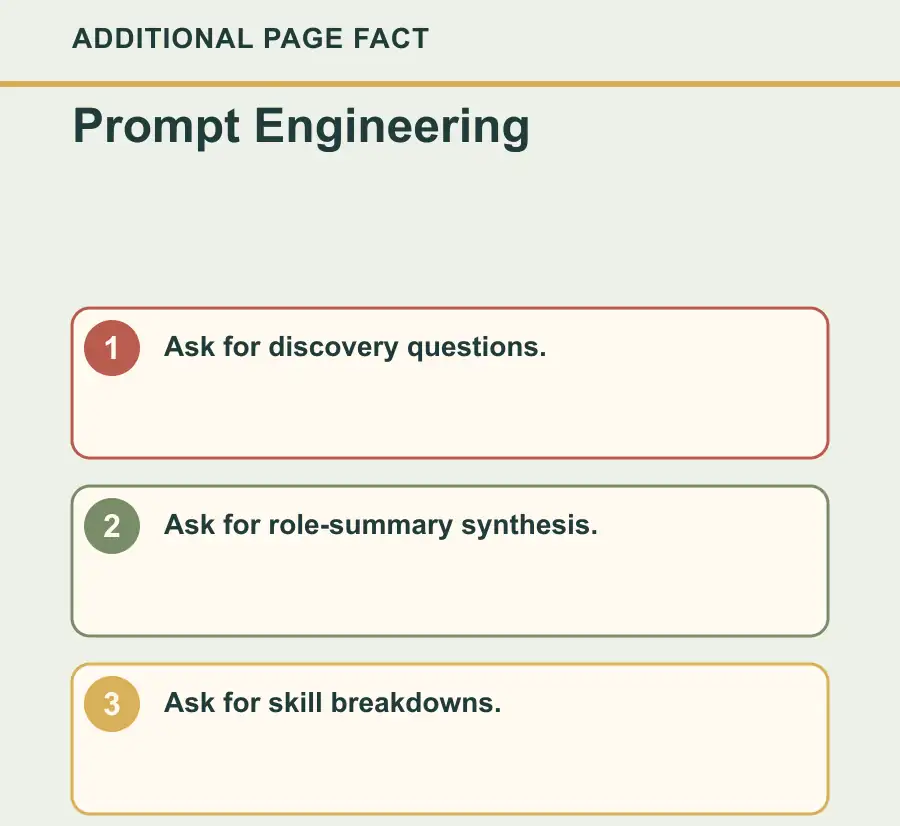 ADDITIONAL PAGE FACT
Prompt Engineering
1
Ask for discovery questions.
2
Ask for role-summary synthesis.
3
Ask for skill breakdowns.